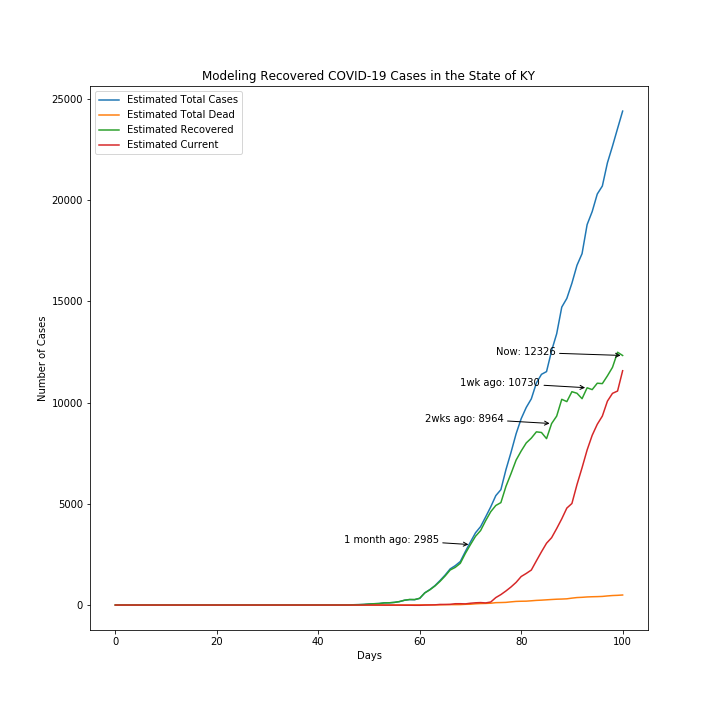 Modeling Recovered COVID-19 Cases in the State of KY
Estimated Total Cases
Estimated Total Dead
Estimated Recovered
Estimated Current
25000
20000
15000
10000
5000
0
Number of Cases
Now: 12326
1wk ago: 10730
2wks ago: 8964
1 month ago: 2985
0
20
40
60
80
100
Days